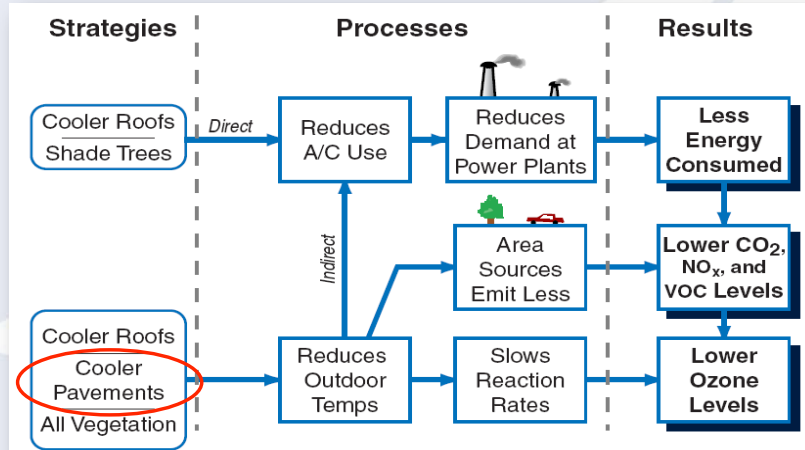 Strategies
Processes
Results
Cooler Roofs
Shade Trees
Direct
Reduces
A/C Use
Reduces
Demand at
Power Plants
Less
Energy
Consumed
Indirect
Area
Sources
Emit Less
Lower CO₂,
NOₓ, and
VOC Levels
Cooler Roofs
Cooler
Pavements
All Vegetation
Reduces
Outdoor
Temps
Slows
Reaction
Rates
Lower
Ozone
Levels